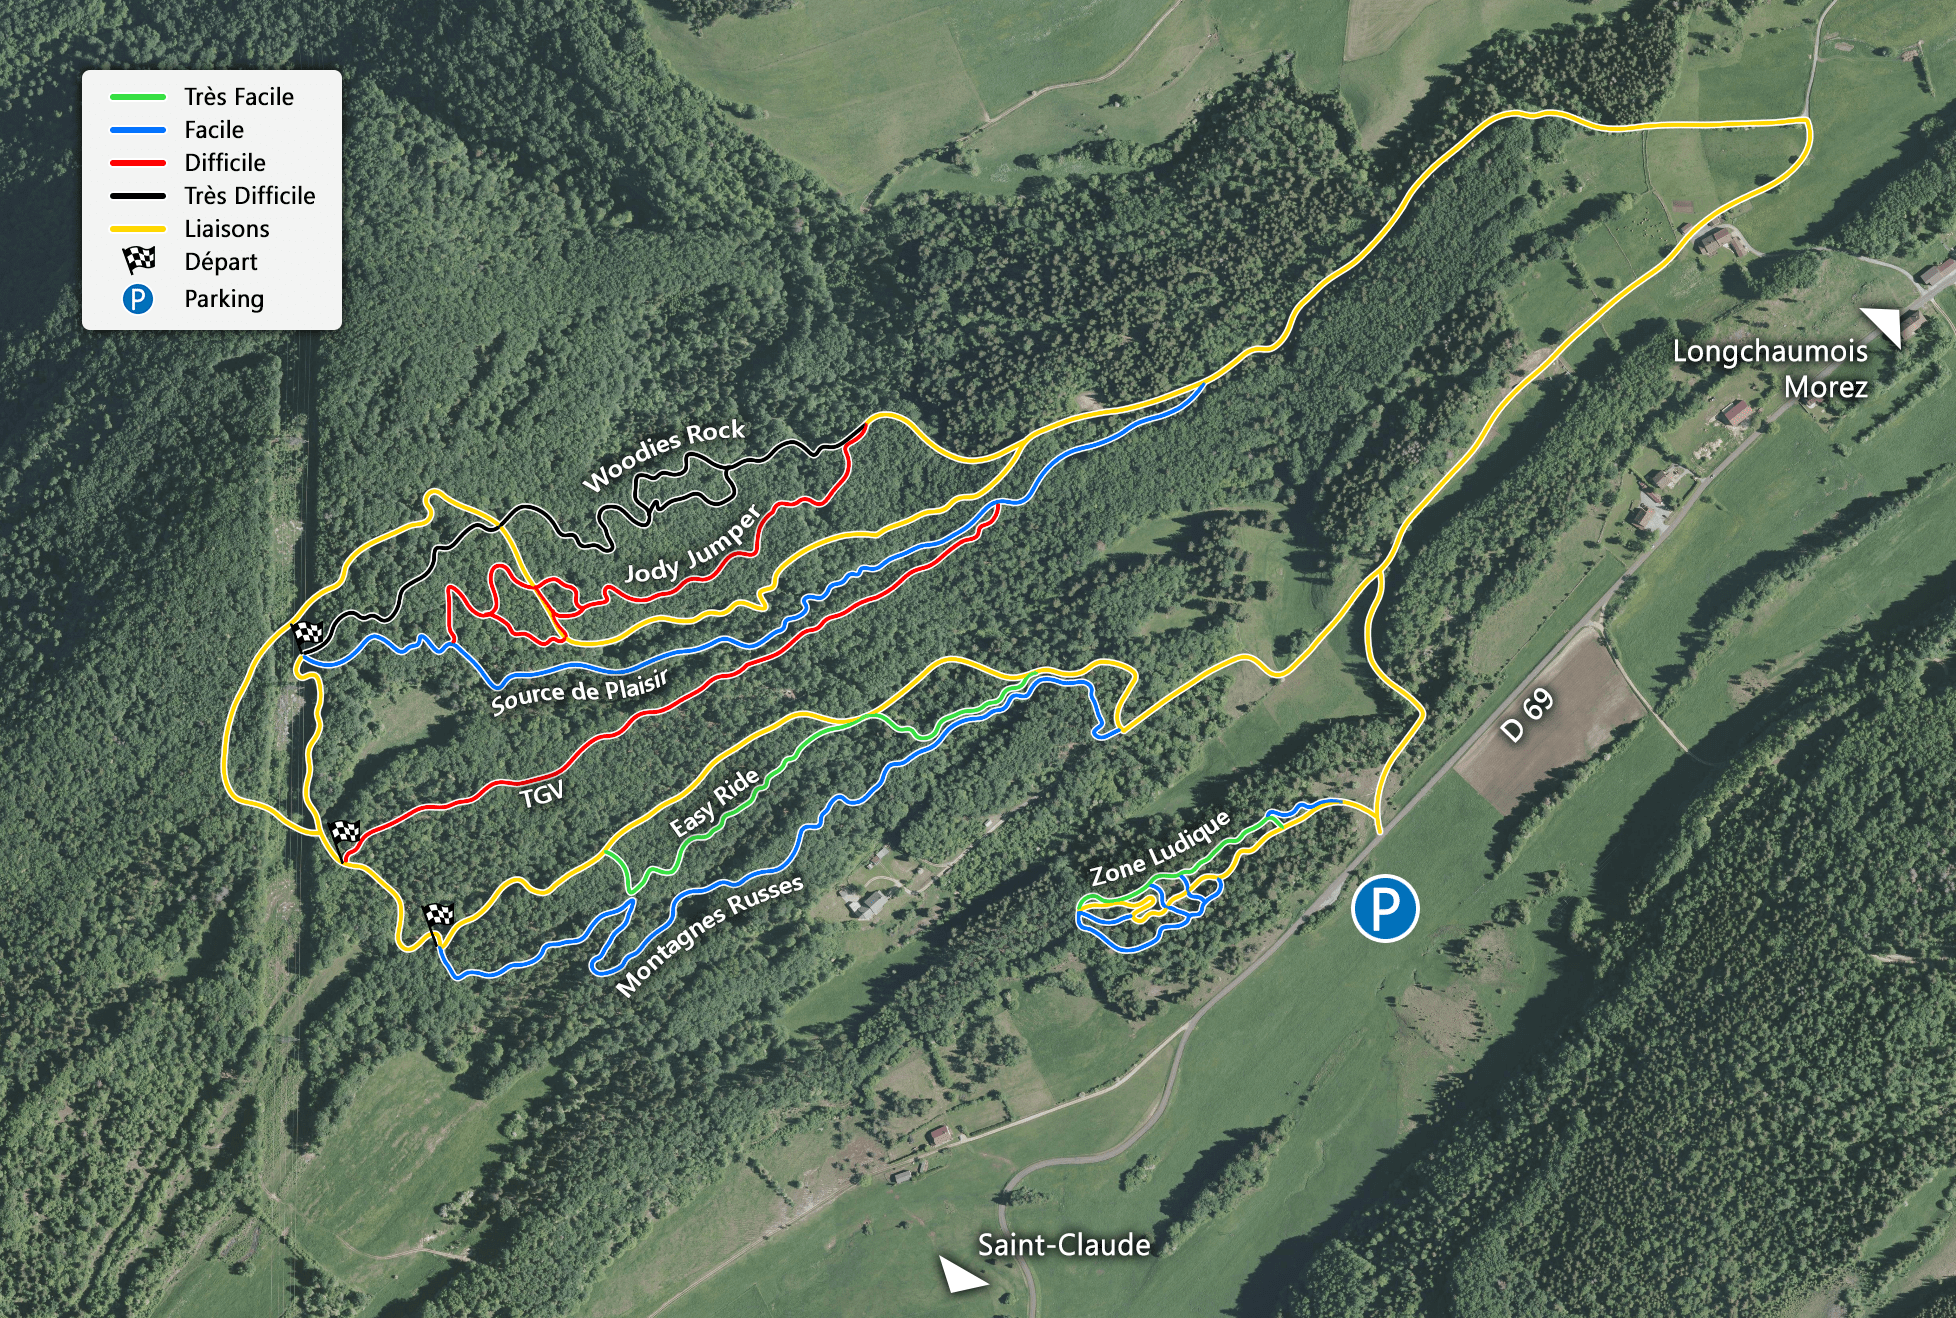 Très Facile
Facile
Difficile
Très Difficile
Liaisons
Départ
P Parking
Longchaumois
Morez
Woodies Rock
Jody Jumper
Source de Plaisir
TGV
D 69
Easy Ride
Zone Ludique
Montagnes Russes
P
Saint-Claude